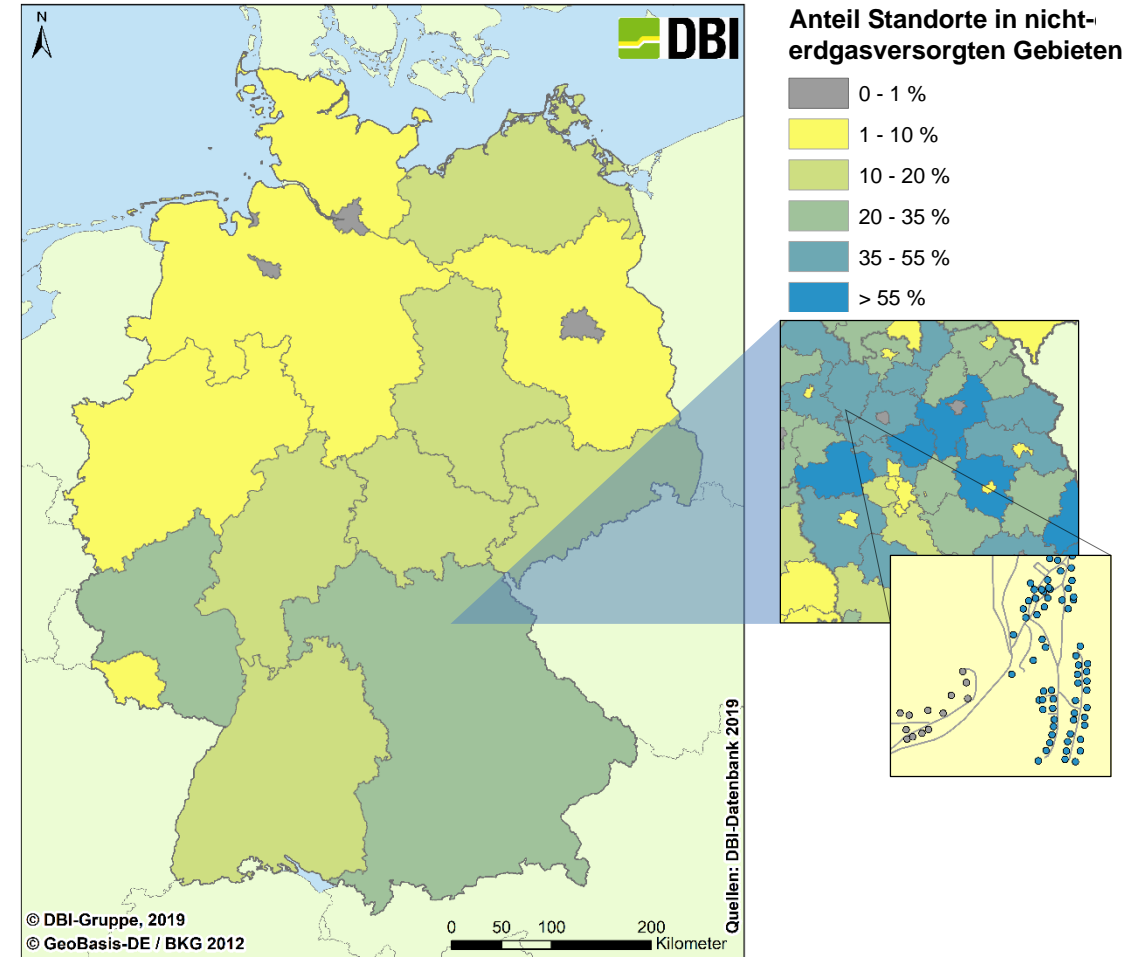 N
DBI
Anteil Standorte in nicht-
erdgasversorgten Gebieten
0 - 1 %
1 - 10 %
10 - 20 %
20 - 35 %
35 - 55 %
> 55 %
Quellen: DBI-Datenbank 2019
© DBI-Gruppe, 2019
© GeoBasis-DE / BKG 2012
0 50 100 200
Kilometer